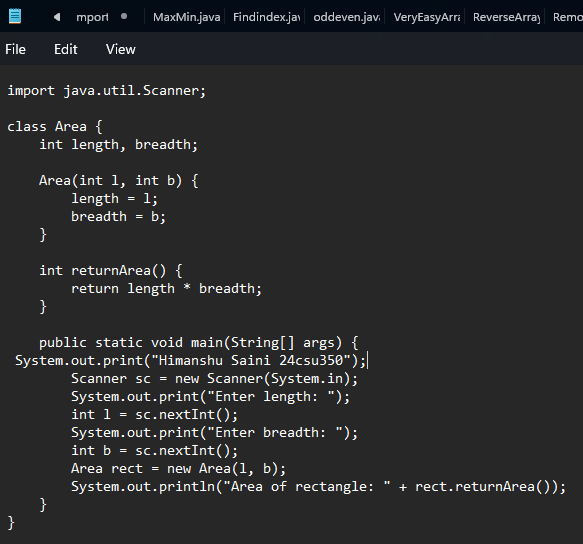 mport
MaxMin.java
Findindex.jav
oddeven.java
VeryEasyArra
ReverseArray
Remo
File Edit View
import java.util.Scanner;
class Area {
    int length, breadth;
    Area(int l, int b) {
        length = l;
        breadth = b;
    }
    int returnArea() {
        return length * breadth;
    }
    public static void main(String[] args) {
 System.out.print("Himanshu Saini 24csu350");
        Scanner sc = new Scanner(System.in);
        System.out.print("Enter length: ");
        int l = sc.nextInt();
        System.out.print("Enter breadth: ");
        int b = sc.nextInt();
        Area rect = new Area(l, b);
        System.out.println("Area of rectangle: " + rect.returnArea());
    }
}